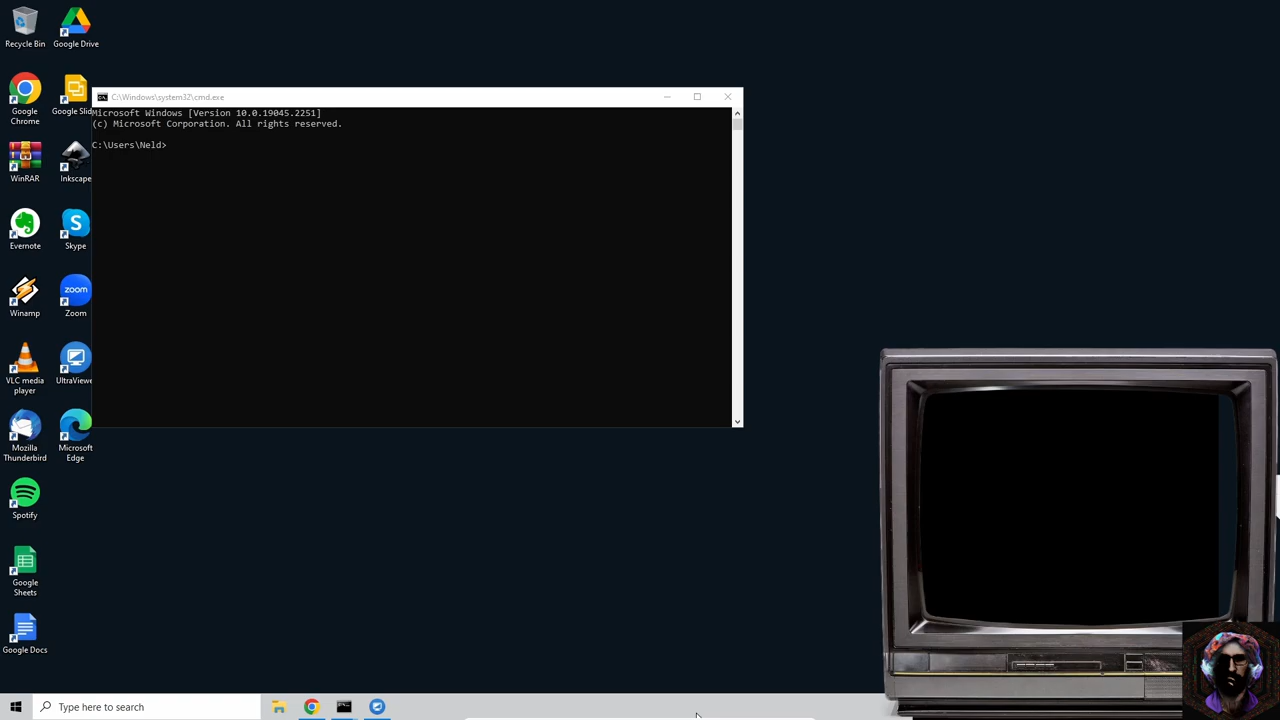 Recycle Bin
Google Drive
Google
Chrome
Google Slid
WinRAR
Inkscape
Evernote
Skype
Winamp
zoom
Zoom
VLC media
player
UltraViewe
Mozilla
Thunderbird
Microsoft
Edge
Spotify
Google
Sheets
Google Docs
C:\Windows\system32\cmd.exe
Microsoft Windows [Version 10.0.19045.2251]
(c) Microsoft Corporation. All rights reserved.
C:\Users\Neld>
Type here to search